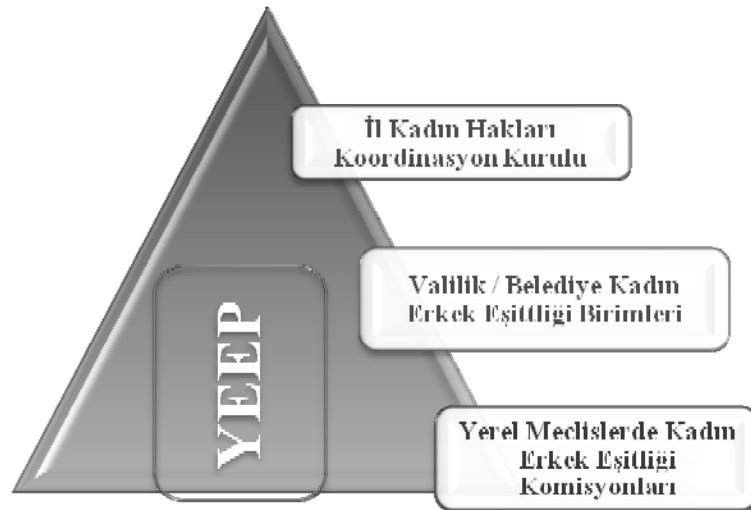 İl Kadın Hakları
Koordinasyon Kurulu
Valilik / Belediye Kadın
Erkek Eşitliği Birimleri
YEEP
Yerel Meclislerde Kadın
Erkek Eşitliği
Komisyonları